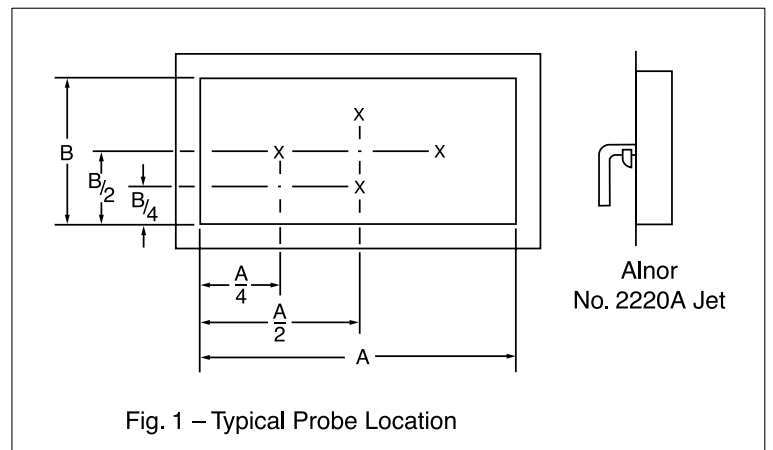 X
B
X
X
B/2
X
B/4
A
4
A
2
A
Alnor
No. 2220A Jet
Fig. 1 – Typical Probe Location